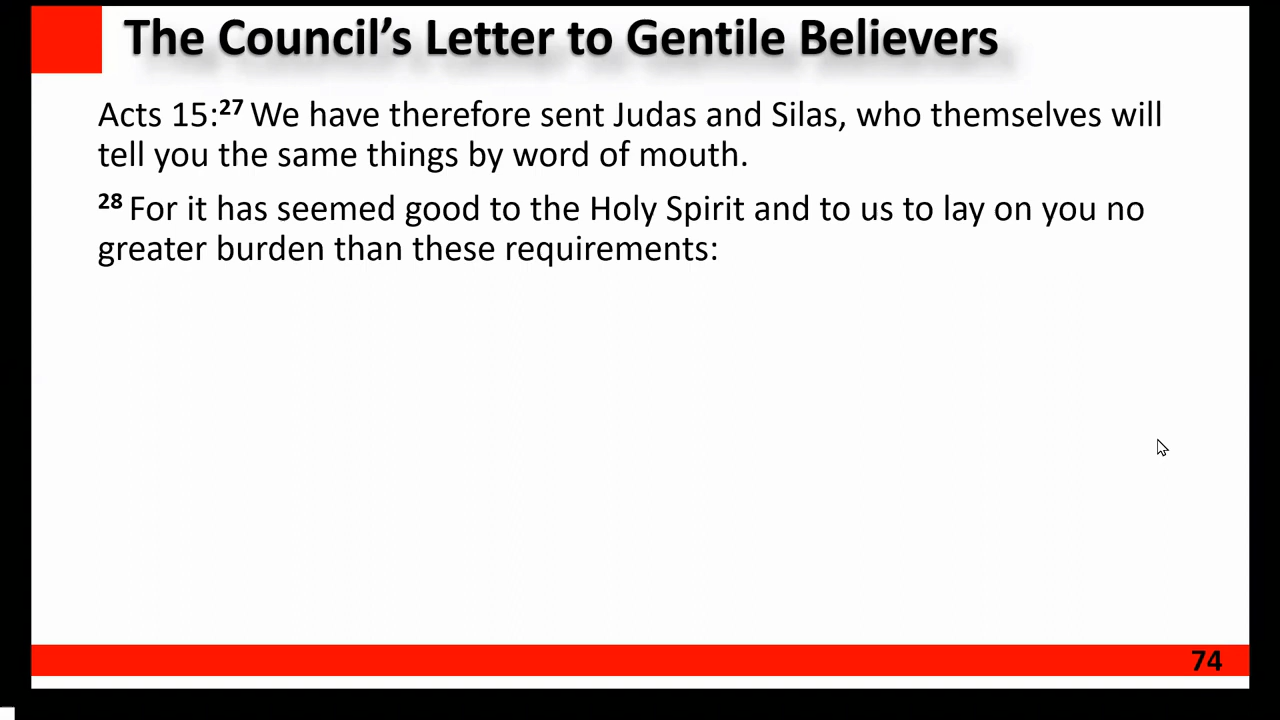 The Council’s Letter to Gentile Believers
Acts 15:27 We have therefore sent Judas and Silas, who themselves will
tell you the same things by word of mouth.
28 For it has seemed good to the Holy Spirit and to us to lay on you no
greater burden than these requirements:
74